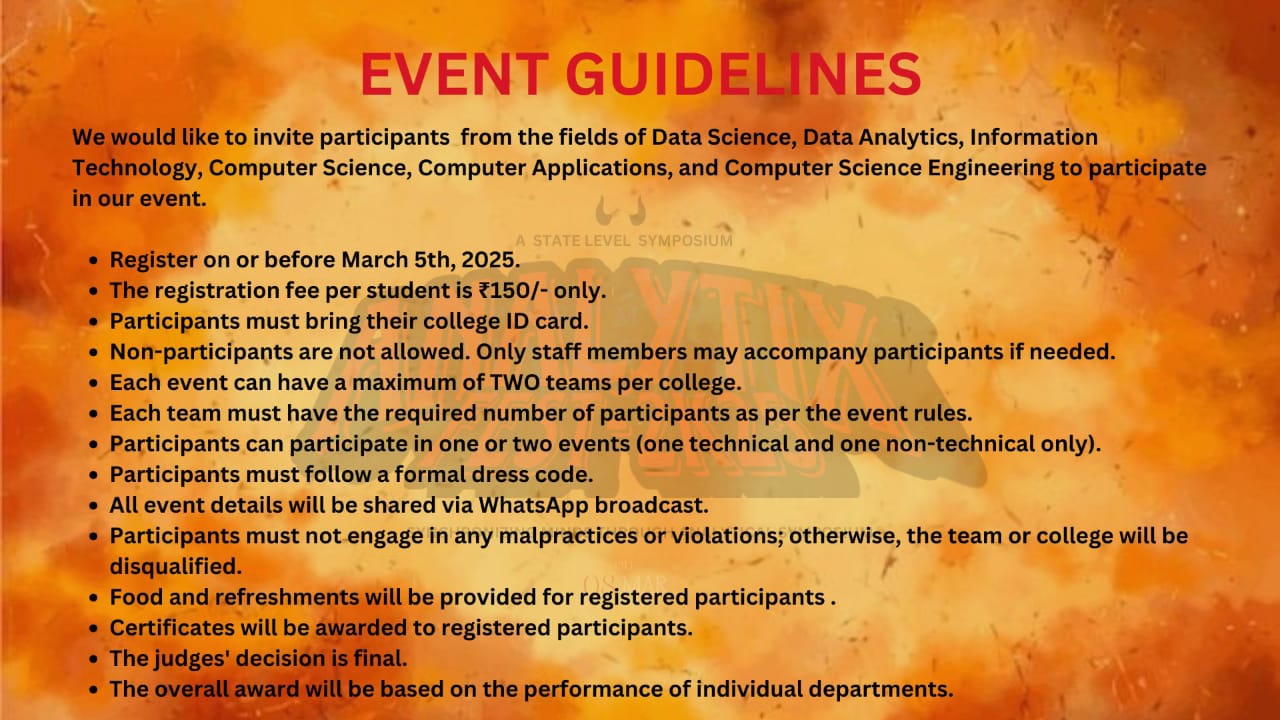 EVENT GUIDELINES
We would like to invite participants from the fields of Data Science, Data Analytics, Information
Technology, Computer Science, Computer Applications, and Computer Science Engineering to participate
in our event.
A STATE LEVEL SYMPOSIUM
• Register on or before March 5th, 2025.
• The registration fee per student is ₹150/- only.
• Participants must bring their college ID card.
• Non-participants are not allowed. Only staff members may accompany participants if needed.
• Each event can have a maximum of TWO teams per college.
• Each team must have the required number of participants as per the event rules.
• Participants can participate in one or two events (one technical and one non-technical only).
• Participants must follow a formal dress code.
• All event details will be shared via WhatsApp broadcast.
SYNCHRONIZING MINDS THROUGH ANALYTICAL SYMPOSIUM
• Participants must not engage in any malpractices or violations; otherwise, the team or college will be
disqualified.
08 MAR
• Food and refreshments will be provided for registered participants .
• Certificates will be awarded to registered participants.
• The judges' decision is final.
• The overall award will be based on the performance of individual departments.